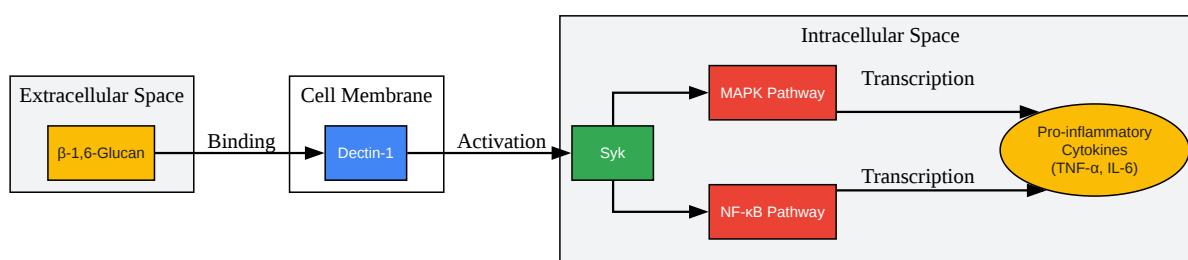 Extracellular Space
β-1,6-Glucan
Binding
Cell Membrane
Dectin-1
Activation
Intracellular Space
Syk
MAPK Pathway
NF-κB Pathway
Transcription
Transcription
Pro-inflammatory
Cytokines
(TNF-α, IL-6)